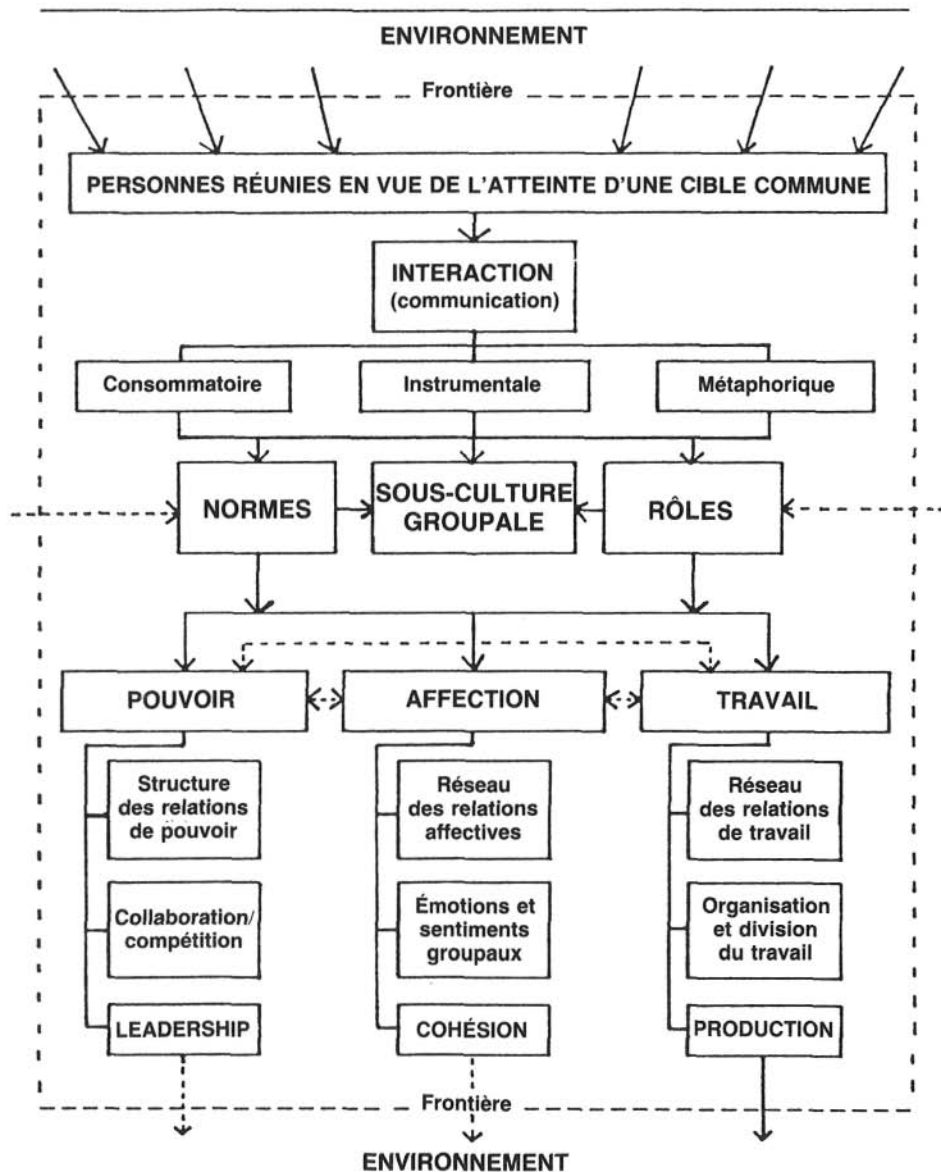 ENVIRONNEMENT
Frontière
PERSONNES RÉUNIES EN VUE DE L'ATTEINTE D'UNE CIBLE COMMUNE
INTERACTION
(communication)
Consommatoire
Instrumentale
Métaphorique
NORMES
SOUS-CULTURE
GROUPALE
RÔLES
POUVOIR
AFFECTION
TRAVAIL
Structure
des relations
de pouvoir
Réseau
des relations
affectives
Réseau
des relations
de travail
Collaboration/
compétition
Émotions et
sentiments
groupaux
Organisation
et division
du travail
LEADERSHIP
COHÉSION
PRODUCTION
Frontière
ENVIRONNEMENT